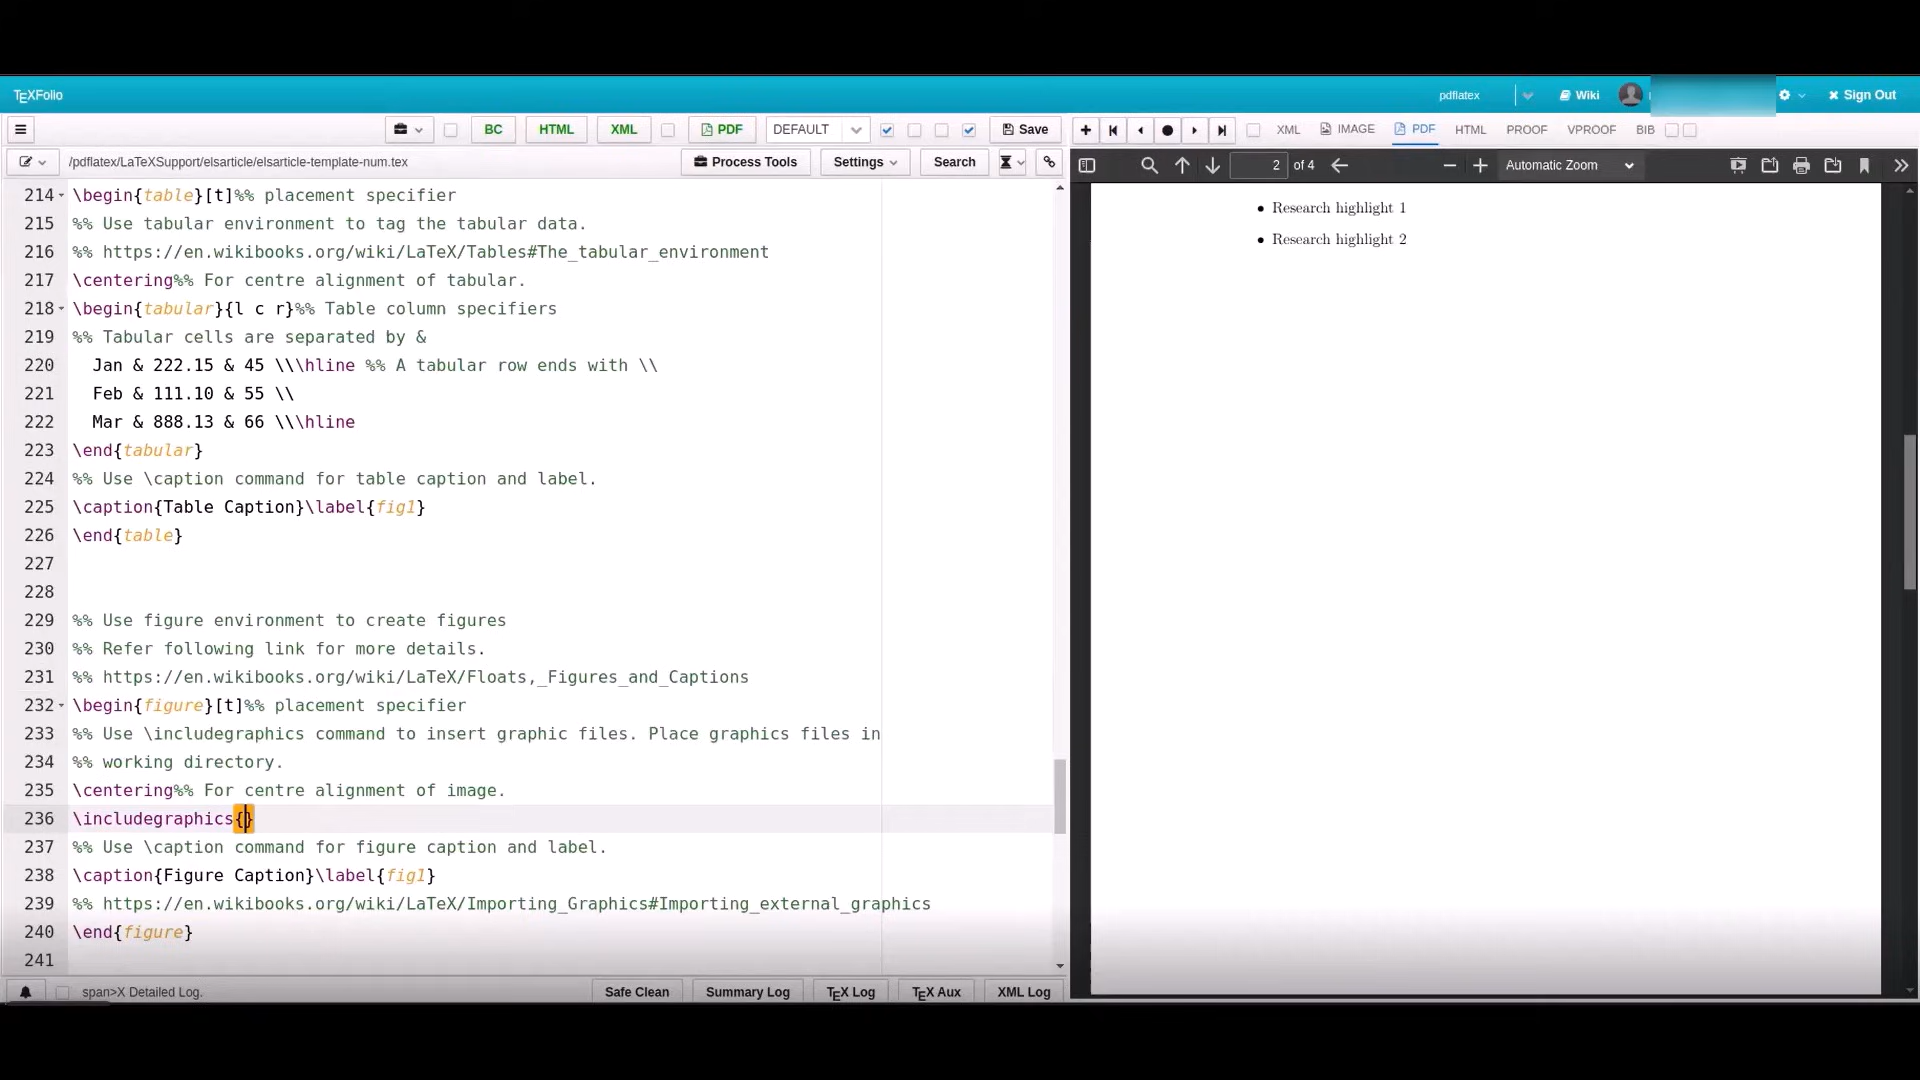 TEXFolio
pdflatex
Wiki
Sign Out
BC
HTML
XML
PDF
DEFAULT
Save
XML
IMAGE
PDF
HTML
PROOF
VPROOF
BIB
/pdflatex/LaTeXSupport/elsarticle/elsarticle-template-num.tex
Process Tools
Settings
Search
2
of 4
Automatic Zoom
214 \begin{table}[t]%% placement specifier
215 %% Use tabular environment to tag the tabular data.
216 %% https://en.wikibooks.org/wiki/LaTeX/Tables#The_tabular_environment
217 \centering%% For centre alignment of tabular.
218 \begin{tabular}{l c r}%% Table column specifiers
219 %% Tabular cells are separated by &
220   Jan & 222.15 & 45 \\\hline %% A tabular row ends with \\
221   Feb & 111.10 & 55 \\
222   Mar & 888.13 & 66 \\\hline
223 \end{tabular}
224 %% Use \caption command for table caption and label.
225 \caption{Table Caption}\label{fig1}
226 \end{table}
227
228
229 %% Use figure environment to create figures
230 %% Refer following link for more details.
231 %% https://en.wikibooks.org/wiki/LaTeX/Floats,_Figures_and_Captions
232 \begin{figure}[t]%% placement specifier
233 %% Use \includegraphics command to insert graphic files. Place graphics files in
234 %% working directory.
235 \centering%% For centre alignment of image.
236 \includegraphics{}
237 %% Use \caption command for figure caption and label.
238 \caption{Figure Caption}\label{fig1}
239 %% https://en.wikibooks.org/wiki/LaTeX/Importing_Graphics#Importing_external_graphics
240 \end{figure}
241
• Research highlight 1
• Research highlight 2
span>X Detailed Log.
Safe Clean
Summary Log
TEX Log
TEX Aux
XML Log